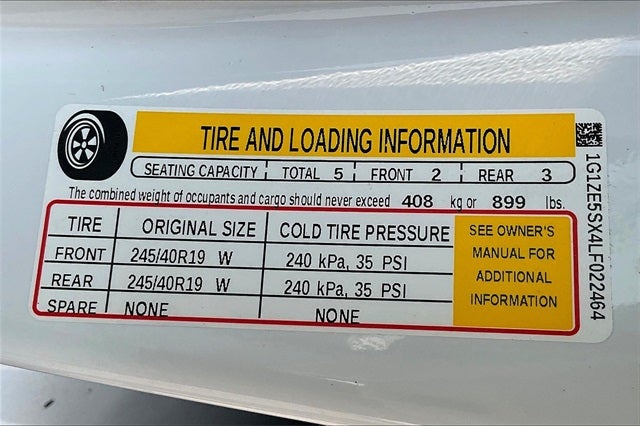 TIRE AND LOADING INFORMATION
SEATING CAPACITY TOTAL 5 FRONT 2 REAR 3
The combined weight of occupants and cargo should never exceed 408 kg or 899 lbs.
TIRE ORIGINAL SIZE COLD TIRE PRESSURE
FRONT 245/40R19 W 240 kPa, 35 PSI
REAR 245/40R19 W 240 kPa, 35 PSI
SPARE NONE NONE
SEE OWNER'S
MANUAL FOR
ADDITIONAL
INFORMATION
1G1ZE5SX4LF022464